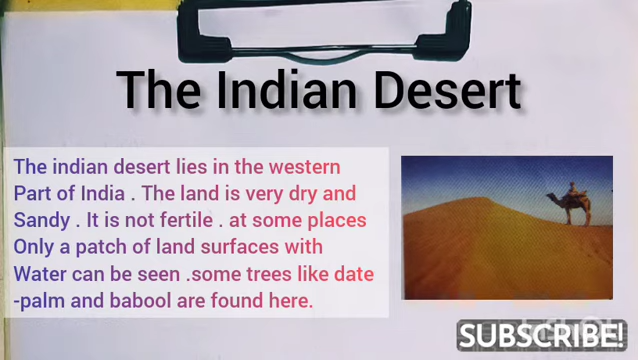 The Indian Desert
The indian desert lies in the western
Part of India . The land is very dry and
Sandy . It is not fertile . at some places
Only a patch of land surfaces with
Water can be seen .some trees like date
-palm and babool are found here.
SUBSCRIBE!